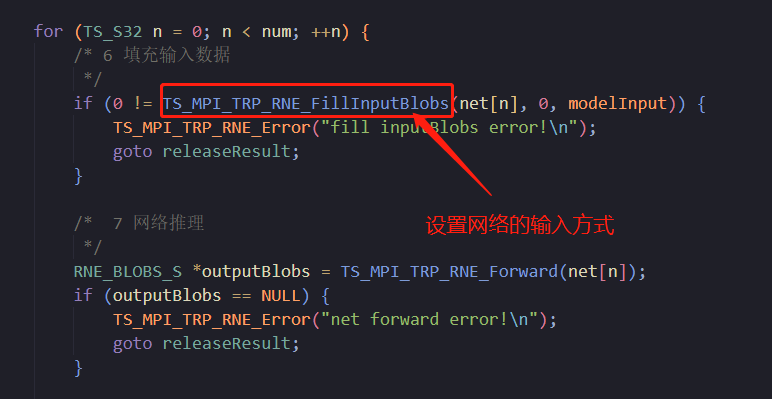 for (TS_S32 n = 0; n < num; ++n) {
/* 6 填充输入数据
*/
if (0 != TS_MPI_TRP_RNE_FillInputBlobs(net[n], 0, modelInput)) {
TS_MPI_TRP_RNE_Error("fill inputBlobs error!\n");
goto releaseResult;
}
设置网络的输入方式
/*  7 网络推理
*/
RNE_BLOBS_S *outputBlobs = TS_MPI_TRP_RNE_Forward(net[n]);
if (outputBlobs == NULL) {
TS_MPI_TRP_RNE_Error("net forward error!\n");
goto releaseResult;
}